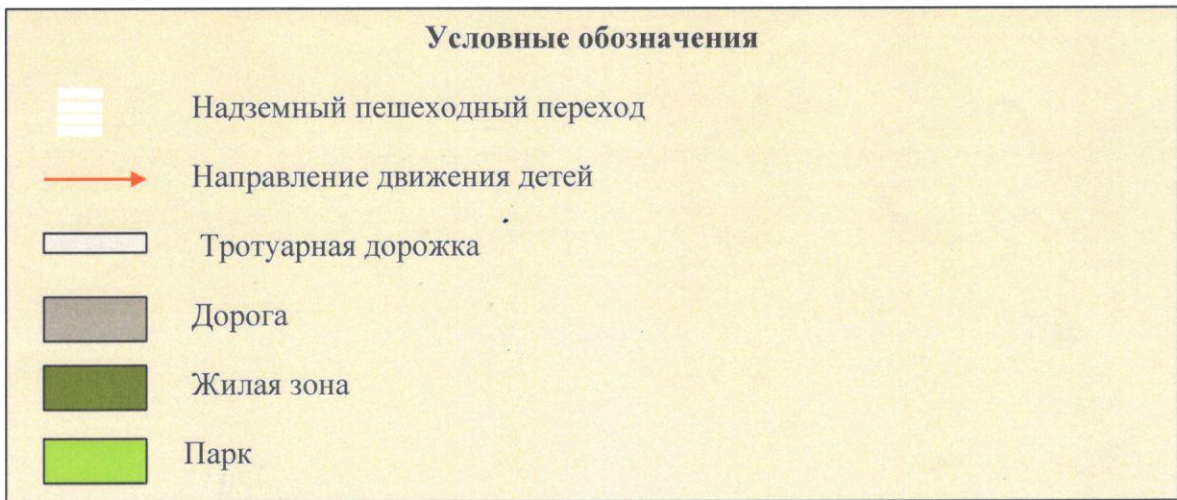 Условные обозначения
Надземный пешеходный переход
Направление движения детей
Тротуарная дорожка
Дорога
Жилая зона
Парк